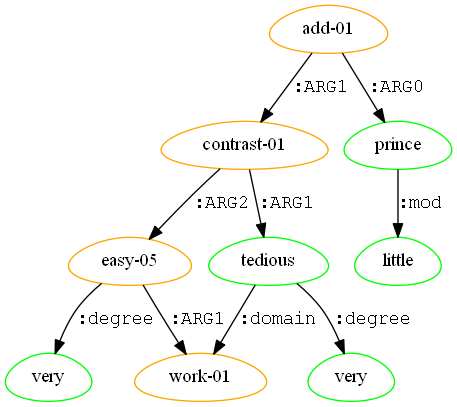 add-01
:ARG1 :ARG0
contrast-01 prince
:ARG2 :ARG1 :mod
easy-05 tedious little
:degree :ARG1 :domain :degree
very work-01 very